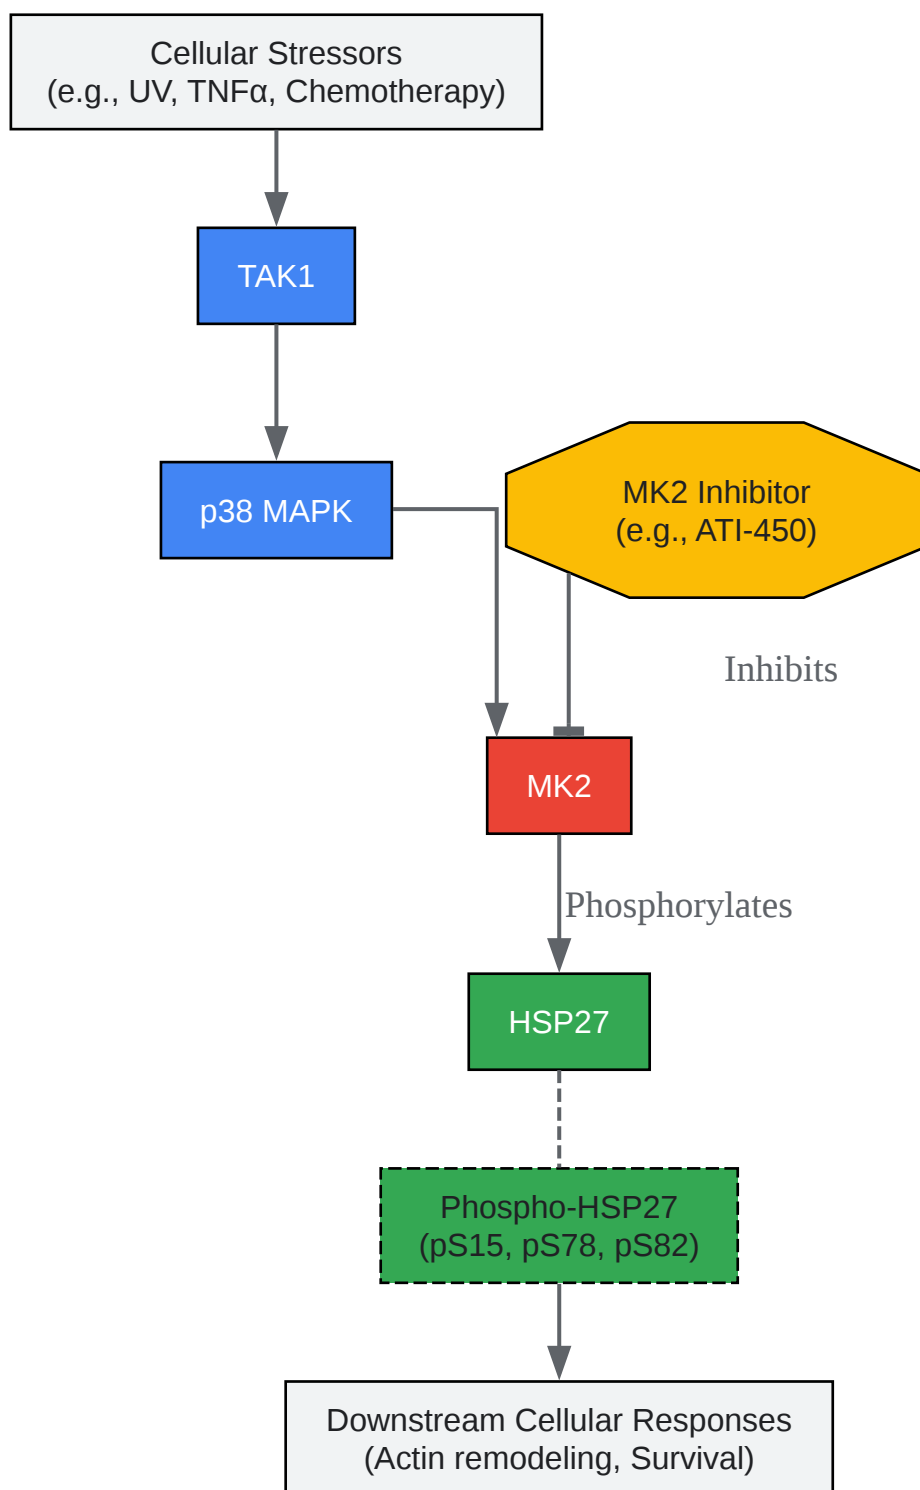 Cellular Stressors
(e.g., UV, TNFα, Chemotherapy)
TAK1
p38 MAPK
MK2 Inhibitor
(e.g., ATI-450)
Inhibits
MK2
Phosphorylates
HSP27
Phospho-HSP27
(pS15, pS78, pS82)
Downstream Cellular Responses
(Actin remodeling, Survival)